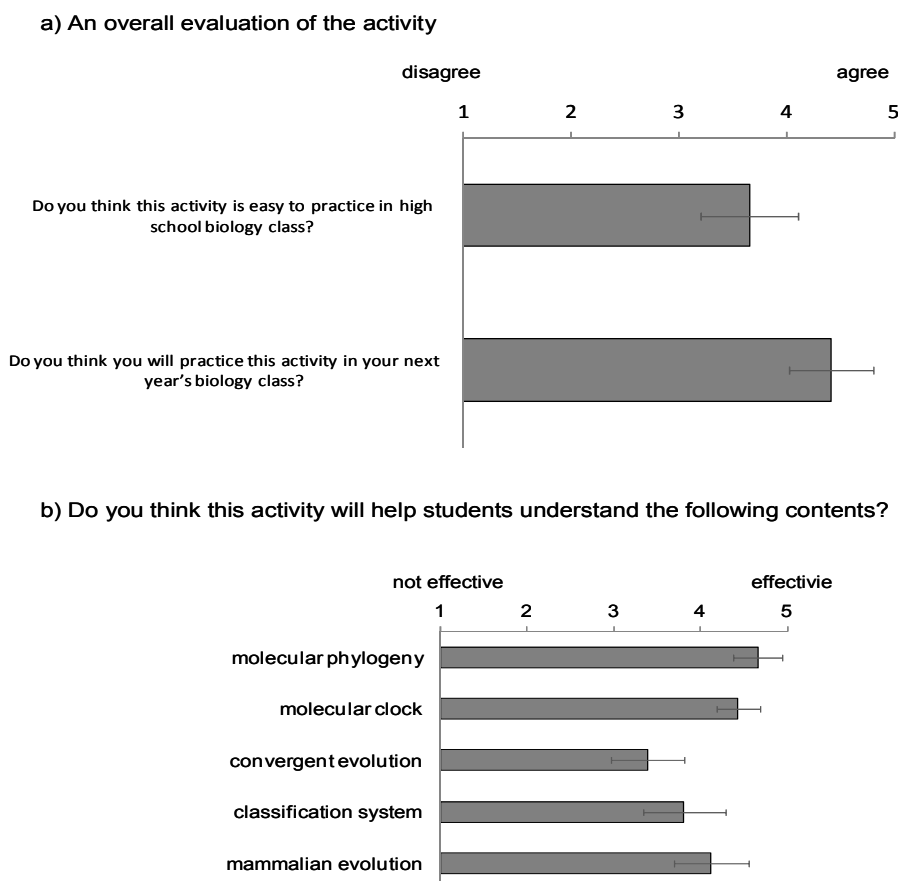 a) An overall evaluation of the activity
disagree agree
1 2 3 4 5
Do you think this activity is easy to practice in high
school biology class?
Do you think you will practice this activity in your next
year's biology class?
b) Do you think this activity will help students understand the following contents?
not effective effectivie
1 2 3 4 5
molecular phylogeny
molecular clock
convergent evolution
classification system
mammalian evolution